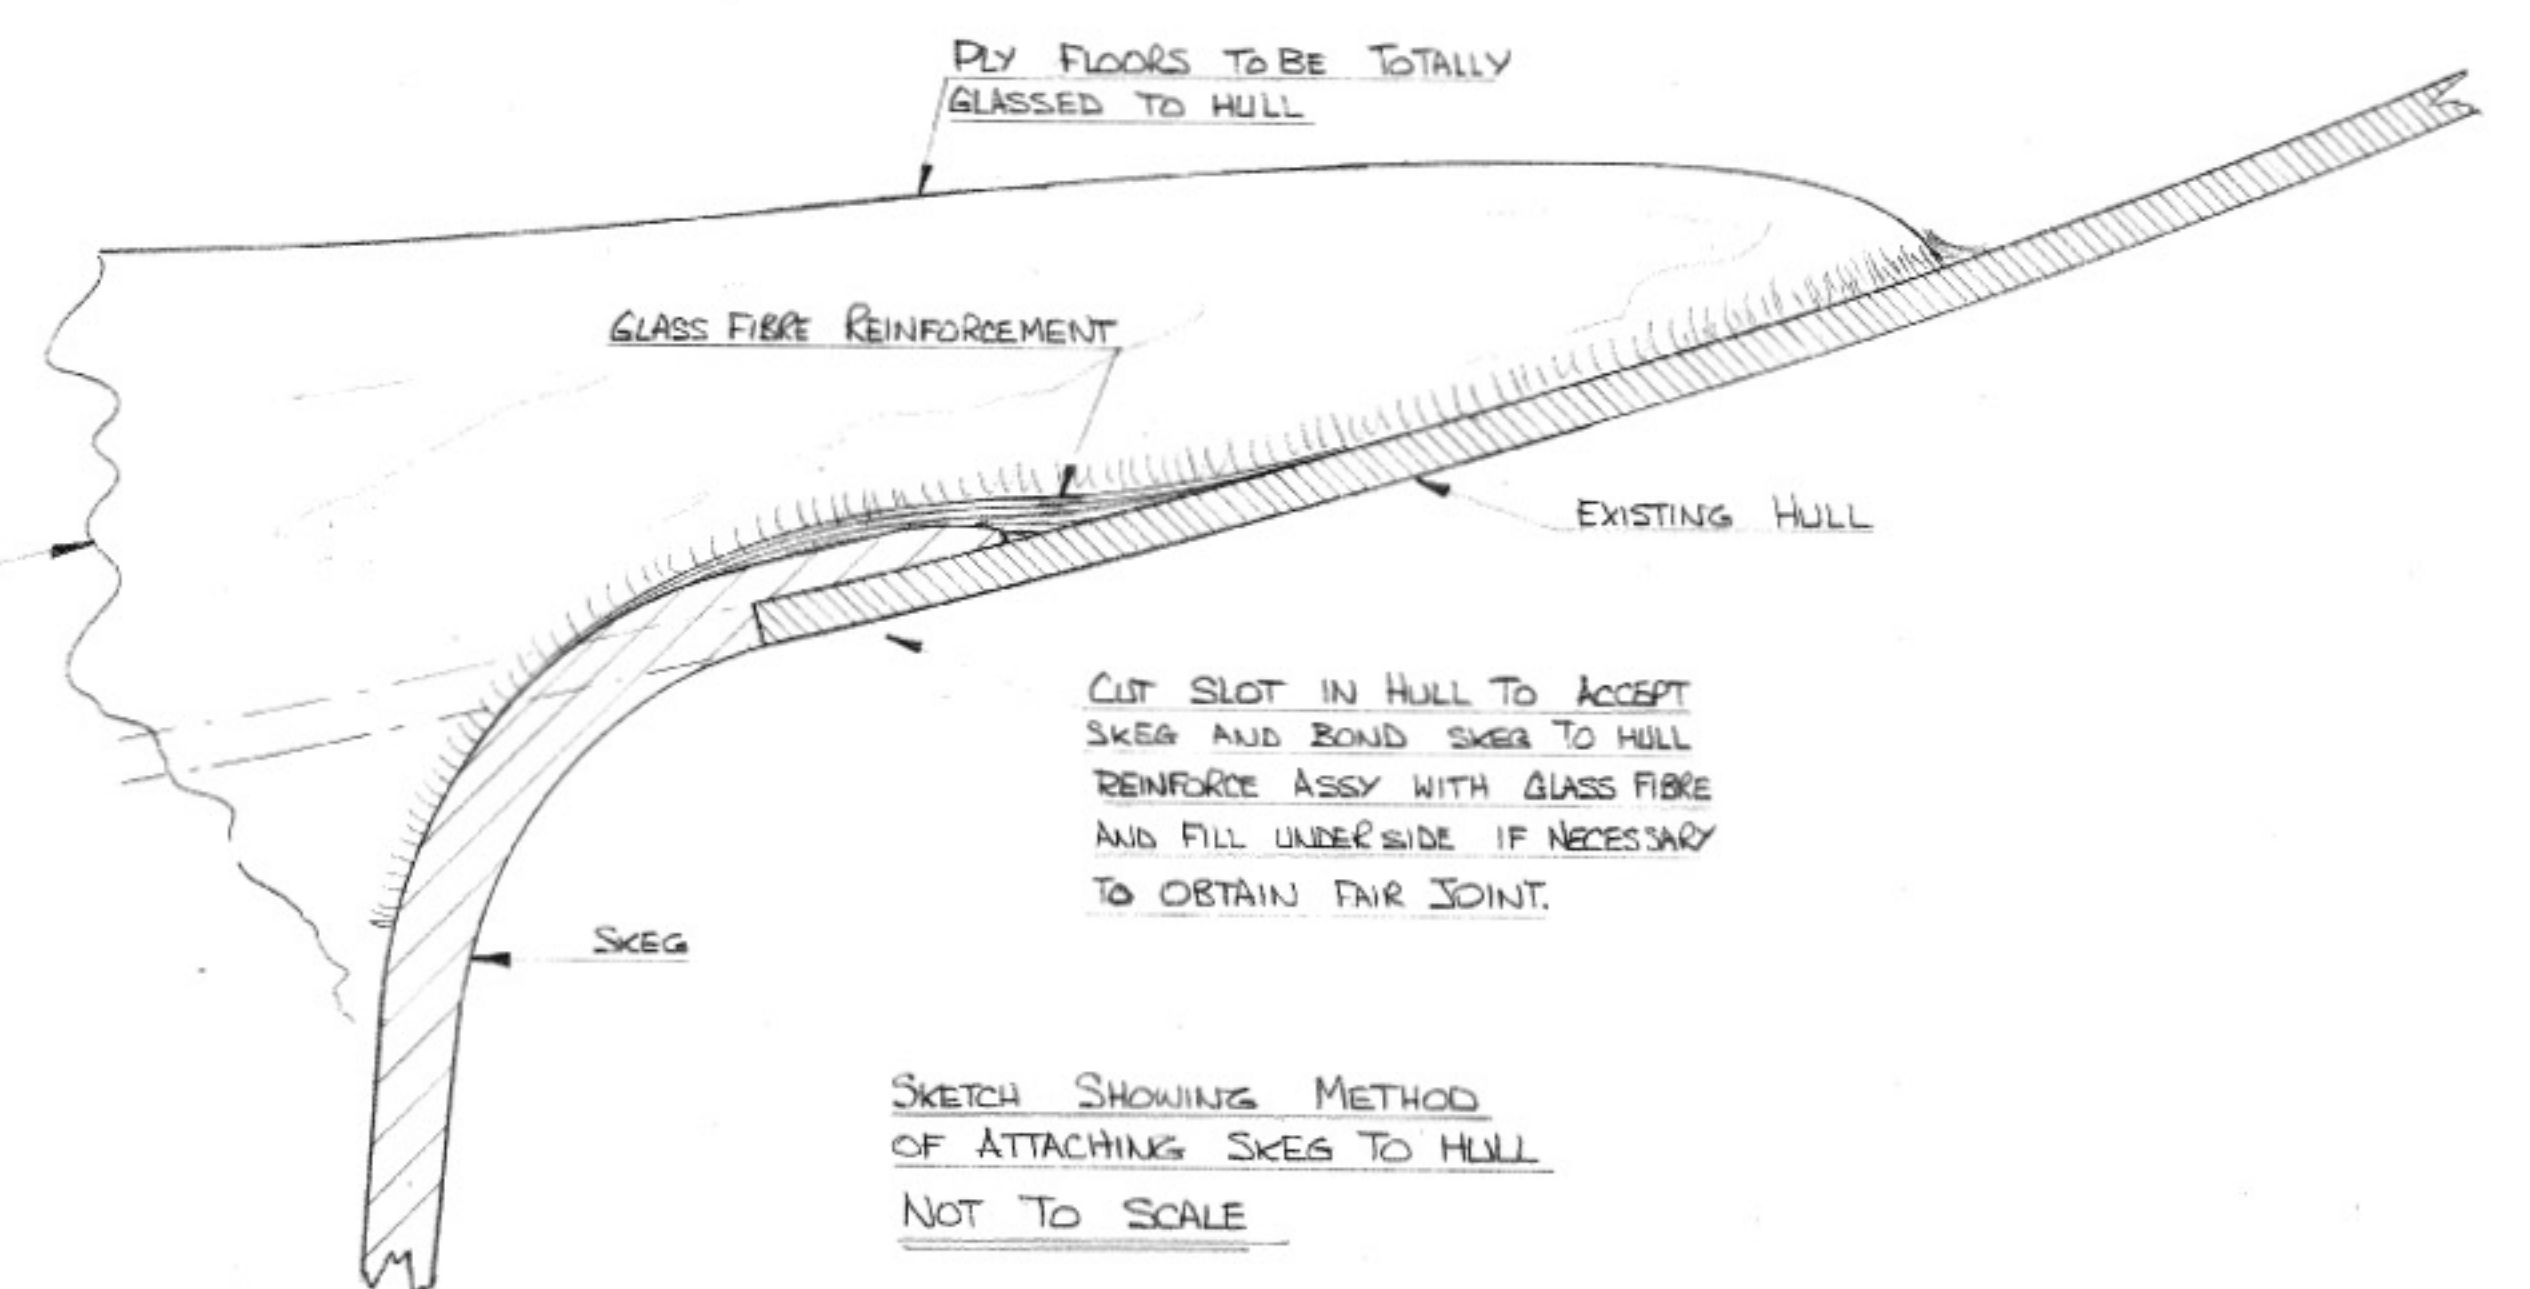 PLY FLOORS TO BE TOTALLY
GLASSED TO HULL
GLASS FIBRE REINFORCEMENT
EXISTING HULL
CUT SLOT IN HULL TO ACCEPT
SKEG AND BOND SKEG TO HULL
REINFORCE ASSY WITH GLASS FIBRE
AND FILL UNDERSIDE IF NECESSARY
TO OBTAIN FAIR JOINT.
SKEG
SKETCH SHOWING METHOD
OF ATTACHING SKEG TO HULL
NOT TO SCALE